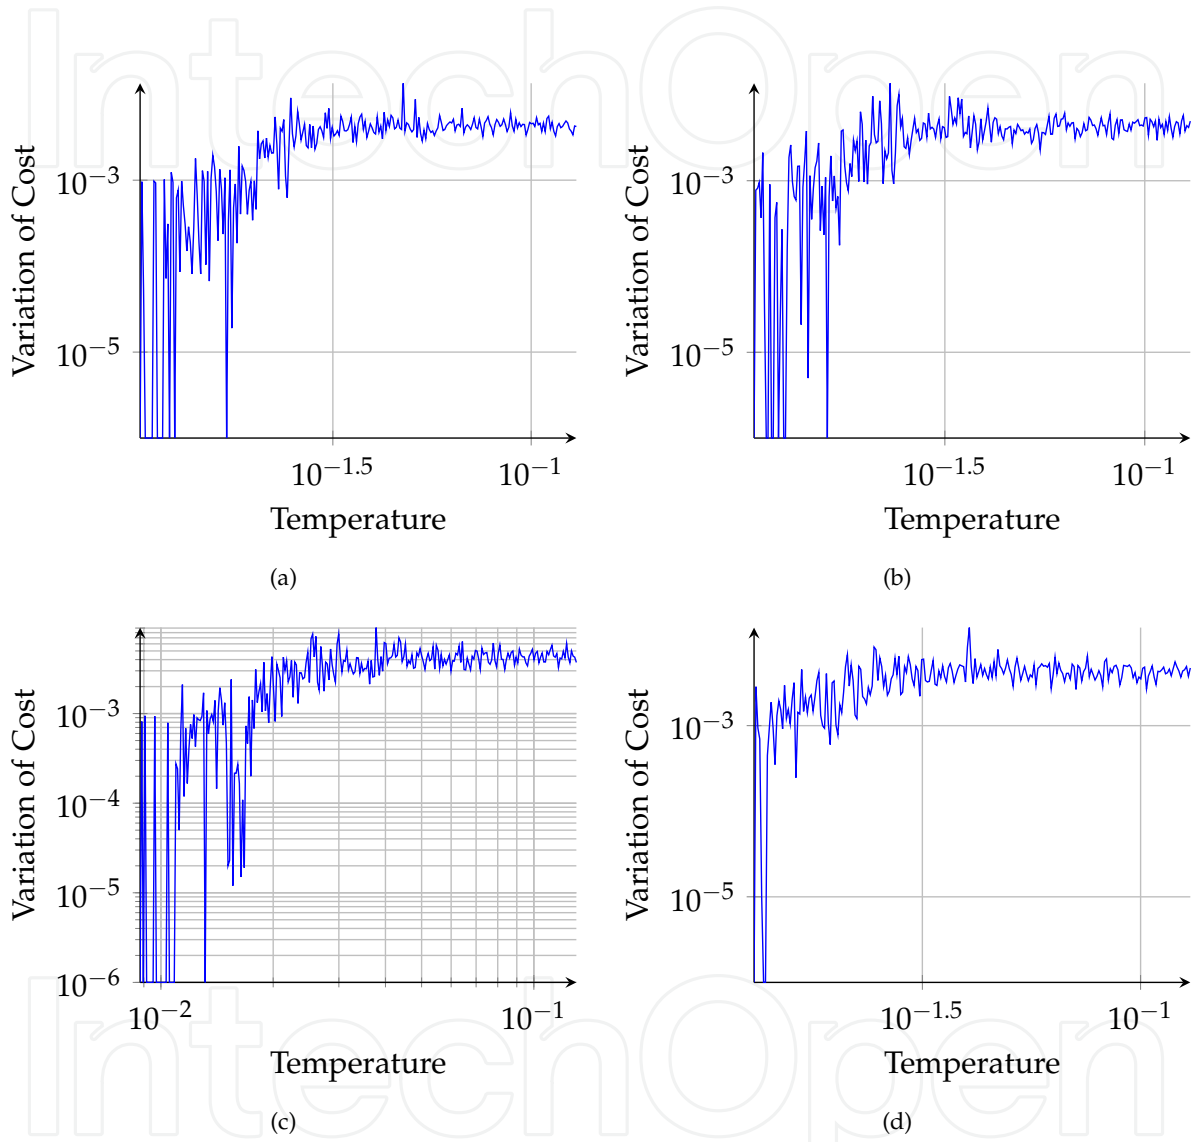 IntechOpen
Variation of Cost
10⁻³
10⁻⁵
10⁻¹·⁵
10⁻¹
Temperature
(a)
Variation of Cost
10⁻³
10⁻⁵
10⁻¹·⁵
10⁻¹
Temperature
(b)
Variation of Cost
10⁻³
10⁻⁴
10⁻⁵
10⁻⁶
10⁻²
10⁻¹
Temperature
(c)
Variation of Cost
10⁻³
10⁻⁵
10⁻¹·⁵
10⁻¹
Temperature
(d)
IntechOpen